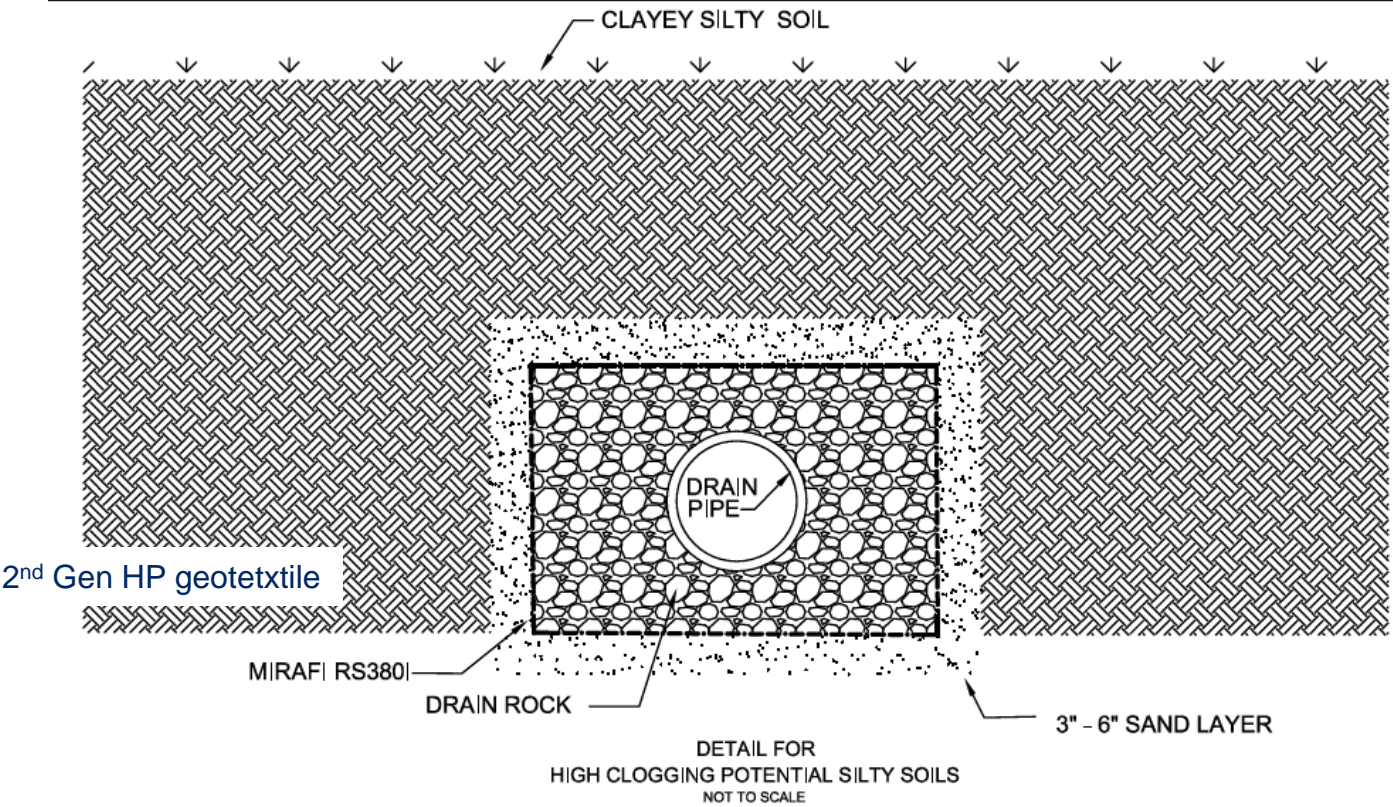 CLAYEY SILTY SOIL
DRAIN
PIPE
2nd Gen HP geotetxtile
MIRAFI RS380I
DRAIN ROCK
3" - 6" SAND LAYER
DETAIL FOR
HIGH CLOGGING POTENTIAL SILTY SOILS
NOT TO SCALE